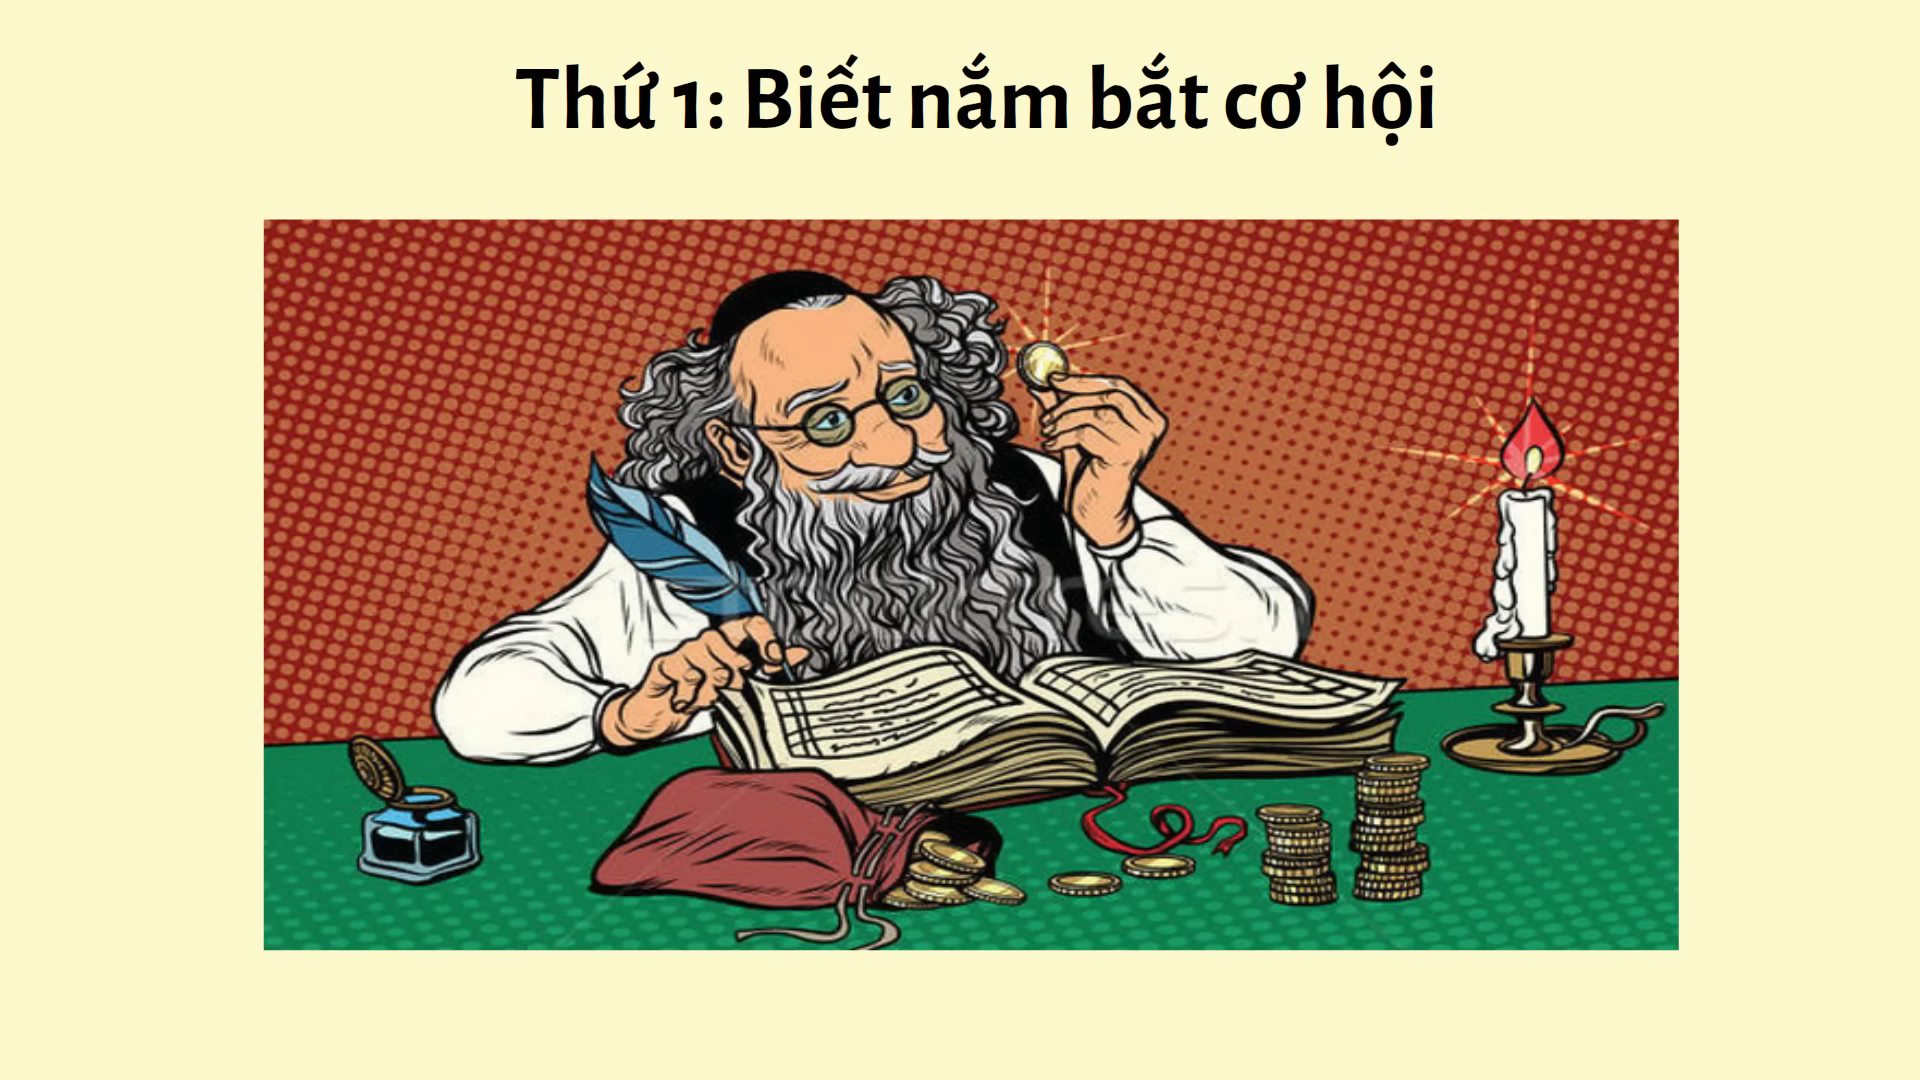 Thứ 1: Biết nắm bắt cơ hội